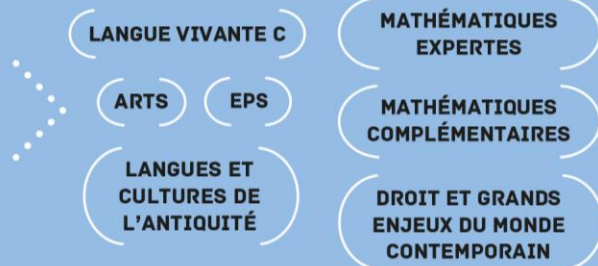 LANGUE VIVANTE C
ARTS
EPS
LANGUES ET
CULTURES DE
L'ANTIQUITÉ
MATHÉMATIQUES
EXPERTES
MATHÉMATIQUES
COMPLÉMENTAIRES
DROIT ET GRANDS
ENJEUX DU MONDE
CONTEMPORAIN